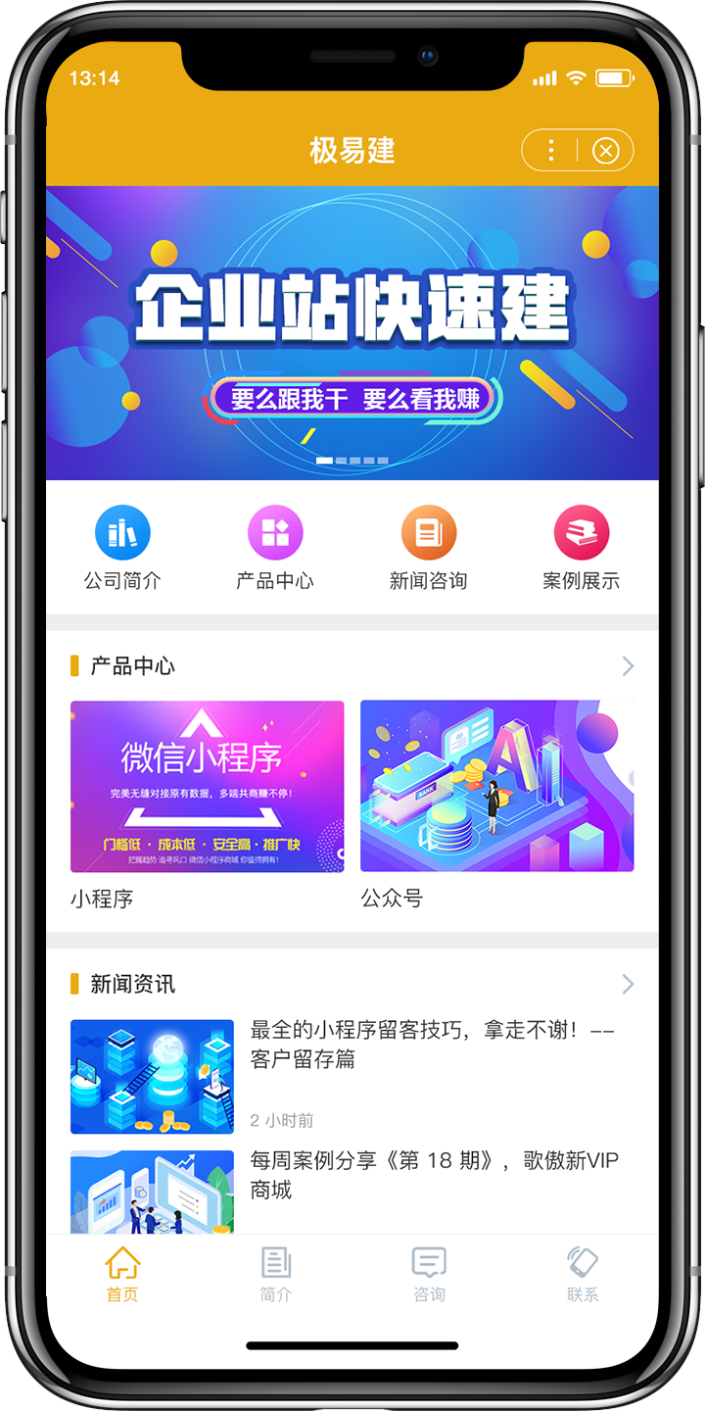 13:14
极易建
企业站快速建
要么跟我干 要么看我赚
公司简介
产品中心
新闻咨询
案例展示
产品中心
微信小程序
完美无缝对接原有数据，多端共商赚不停！
门槛低·成本低·安全高·推广快
把握趋势 追寻风口 微信小程序商城 你值得拥有！
BANK
AI
小程序
公众号
新闻资讯
最全的小程序留客技巧，拿走不谢！--
客户留存篇
2 小时前
每周案例分享《第 18 期》，歌傲新VIP
商城
首页
简介
咨询
联系